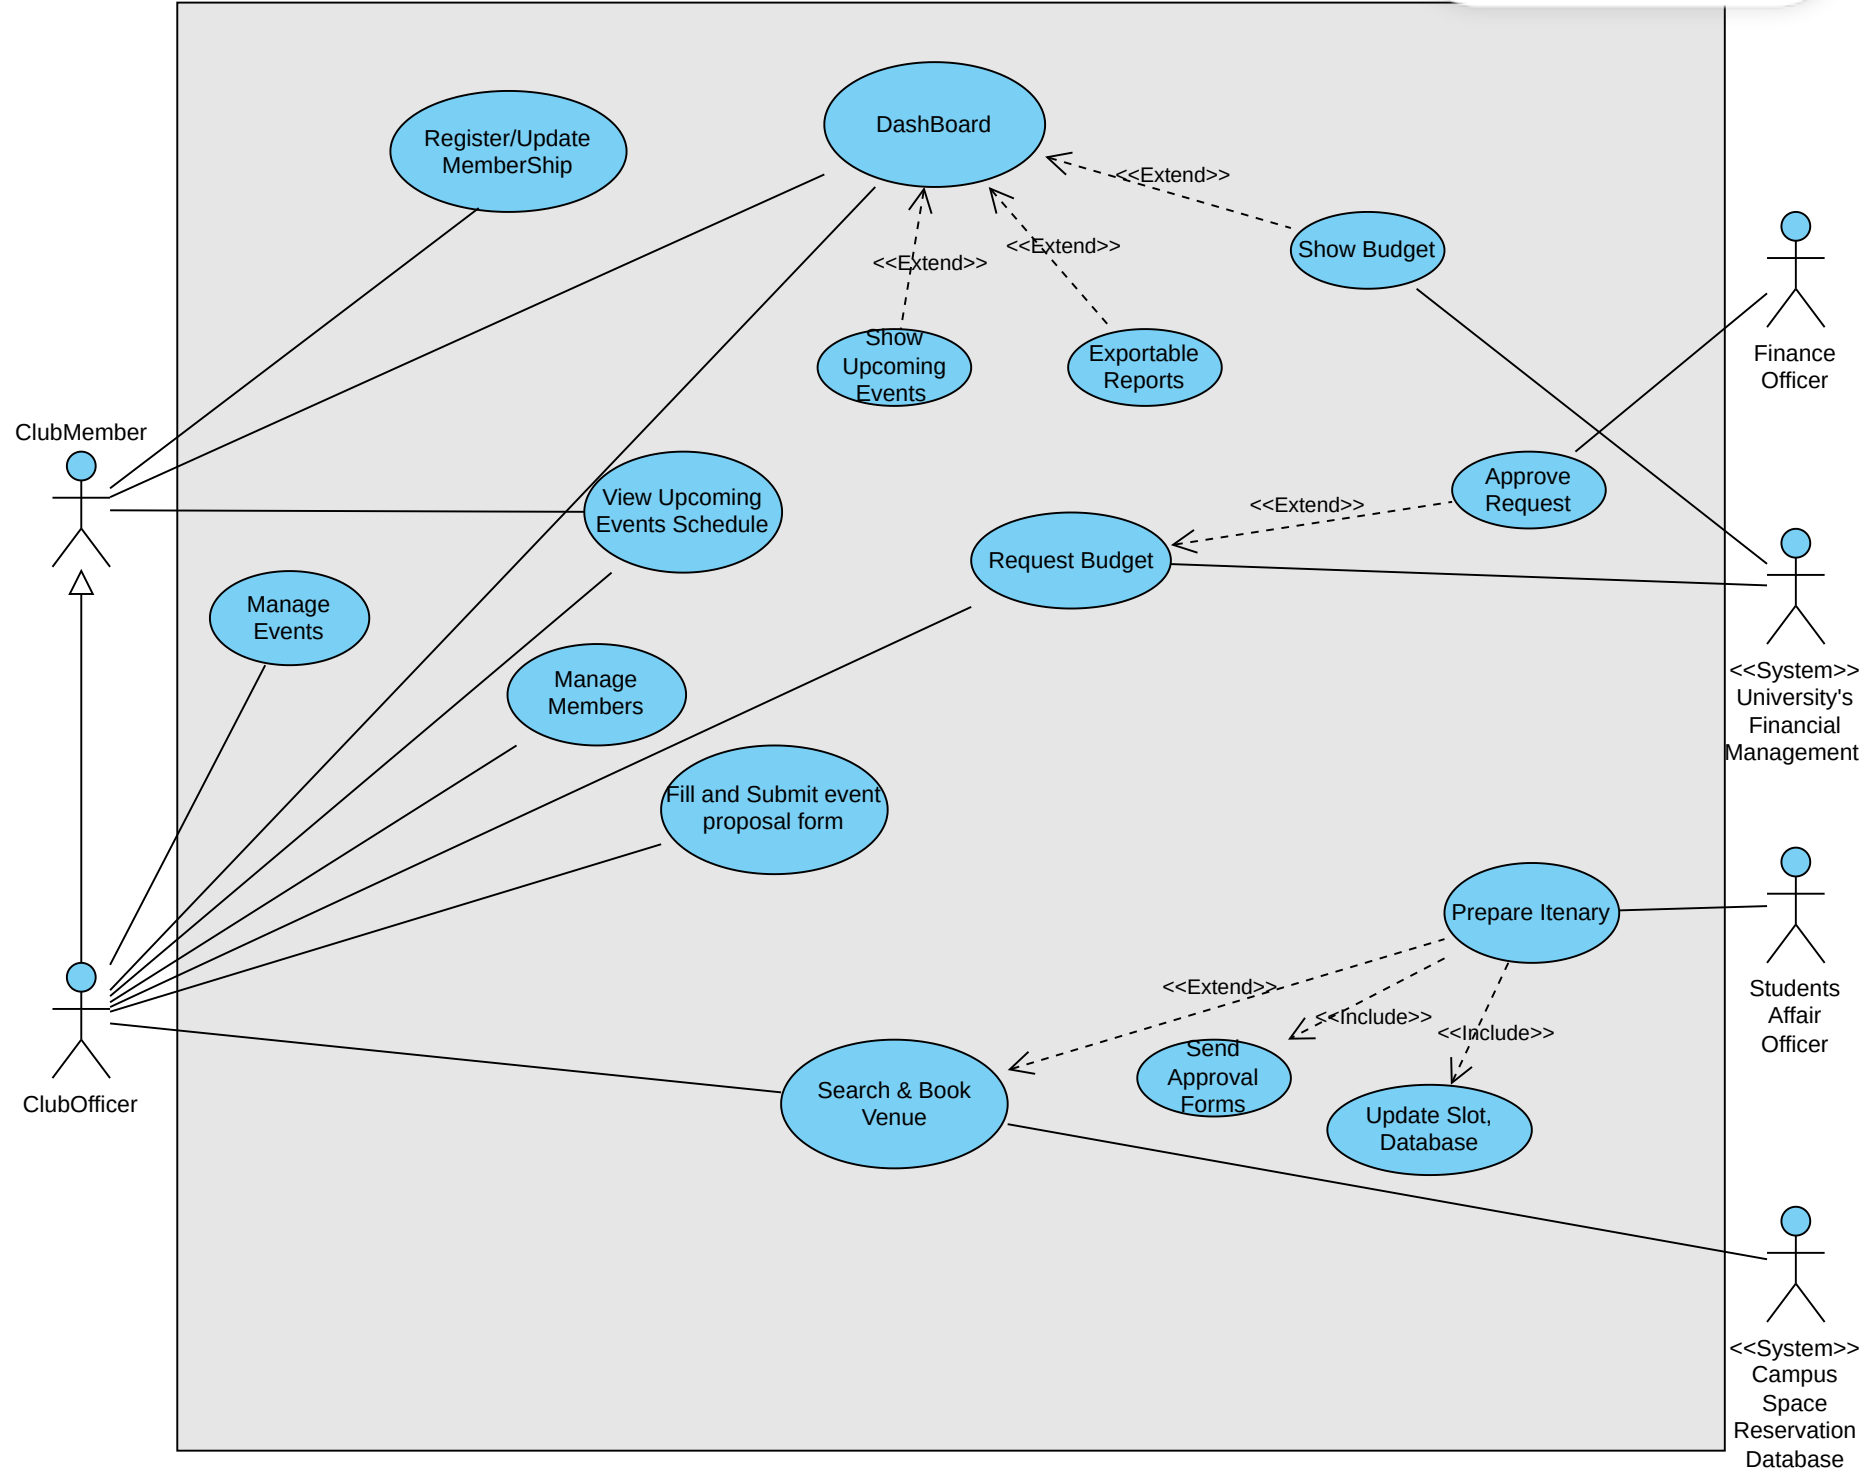 DashBoard
Register/Update
MemberShip
<<Extend>>
Show Budget
<<Extend>>
<<Extend>>
Show
Upcoming
Events
Exportable
Reports
Finance
Officer
ClubMember
View Upcoming
Events Schedule
Approve
Request
<<Extend>>
Request Budget
Manage
Events
Manage
Members
<<System>>
University's
Financial
Management
Fill and Submit event
proposal form
Prepare Itenary
<<Extend>>
<<Include>>
<<Include>>
Students
Affair
Officer
Send
Approval
Forms
Search & Book
Venue
Update Slot,
Database
ClubOfficer
<<System>>
Campus
Space
Reservation
Database